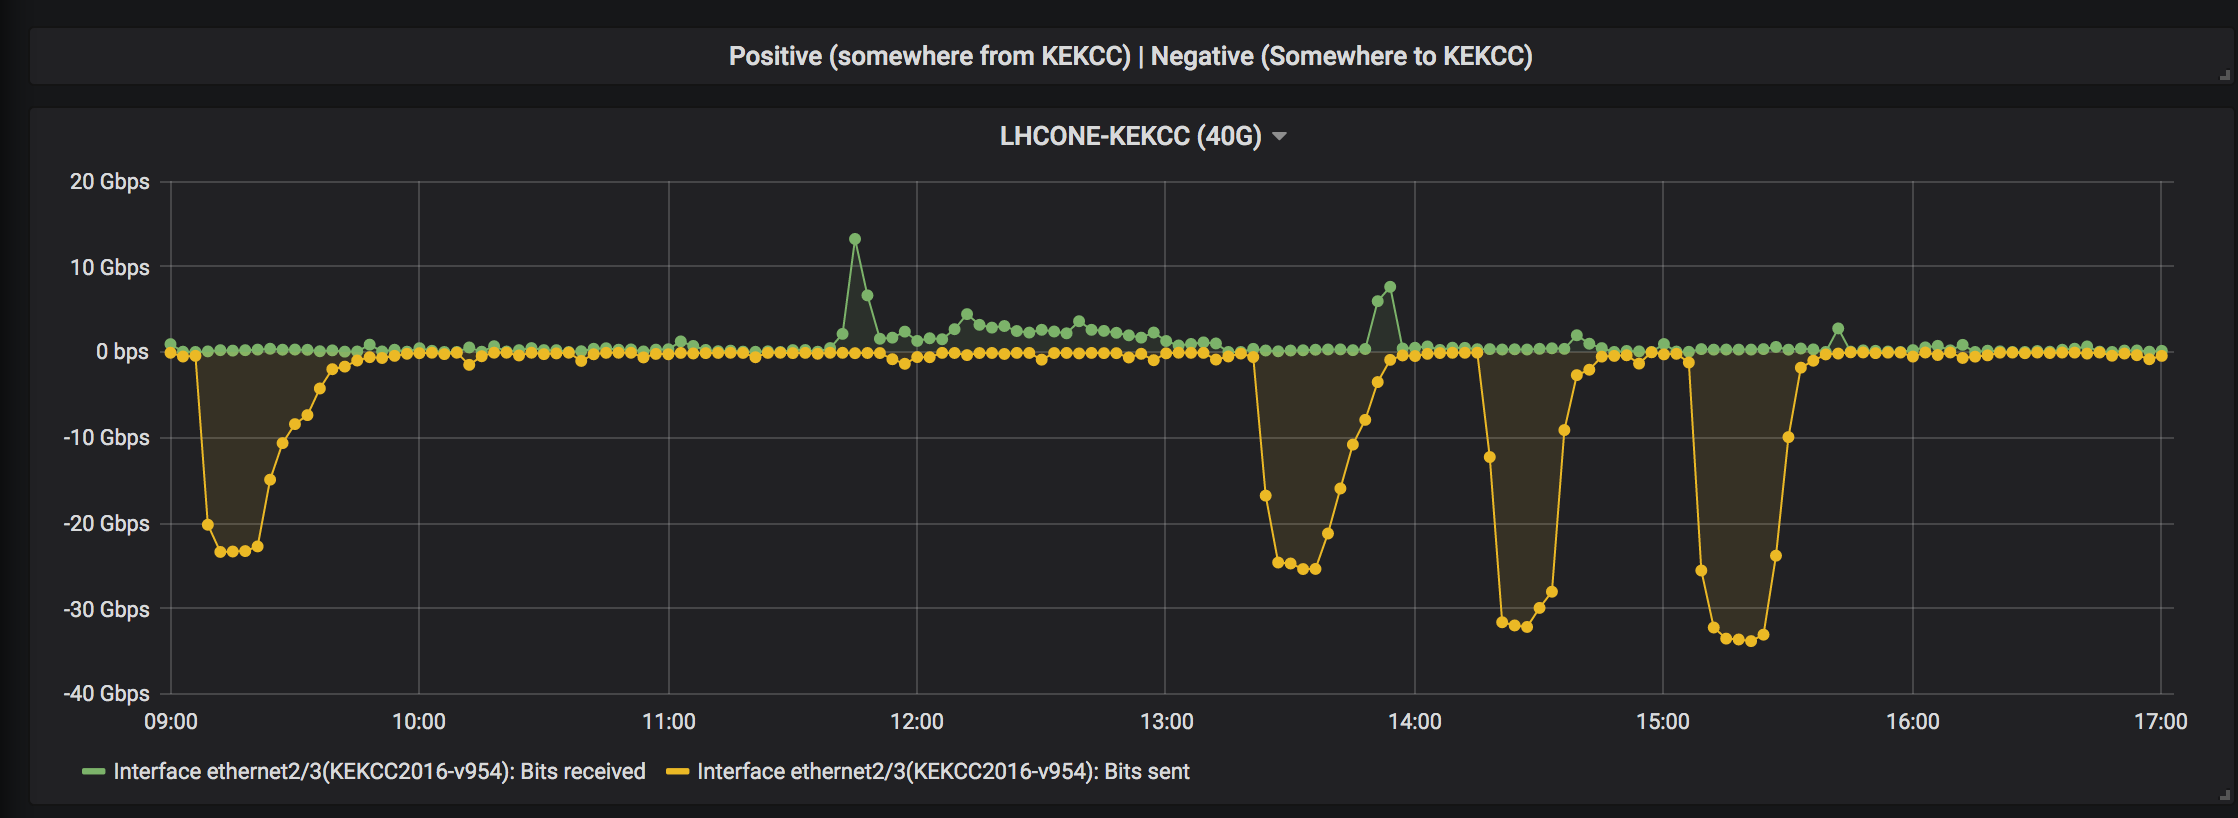 Positive (somewhere from KEKCC) | Negative (Somewhere to KEKCC)
LHCONE-KEKCC (40G)
20 Gbps
10 Gbps
0 bps
-10 Gbps
-20 Gbps
-30 Gbps
-40 Gbps
09:00 10:00 11:00 12:00 13:00 14:00 15:00 16:00 17:00
Interface ethernet2/3(KEKCC2016-v954): Bits received Interface ethernet2/3(KEKCC2016-v954): Bits sent